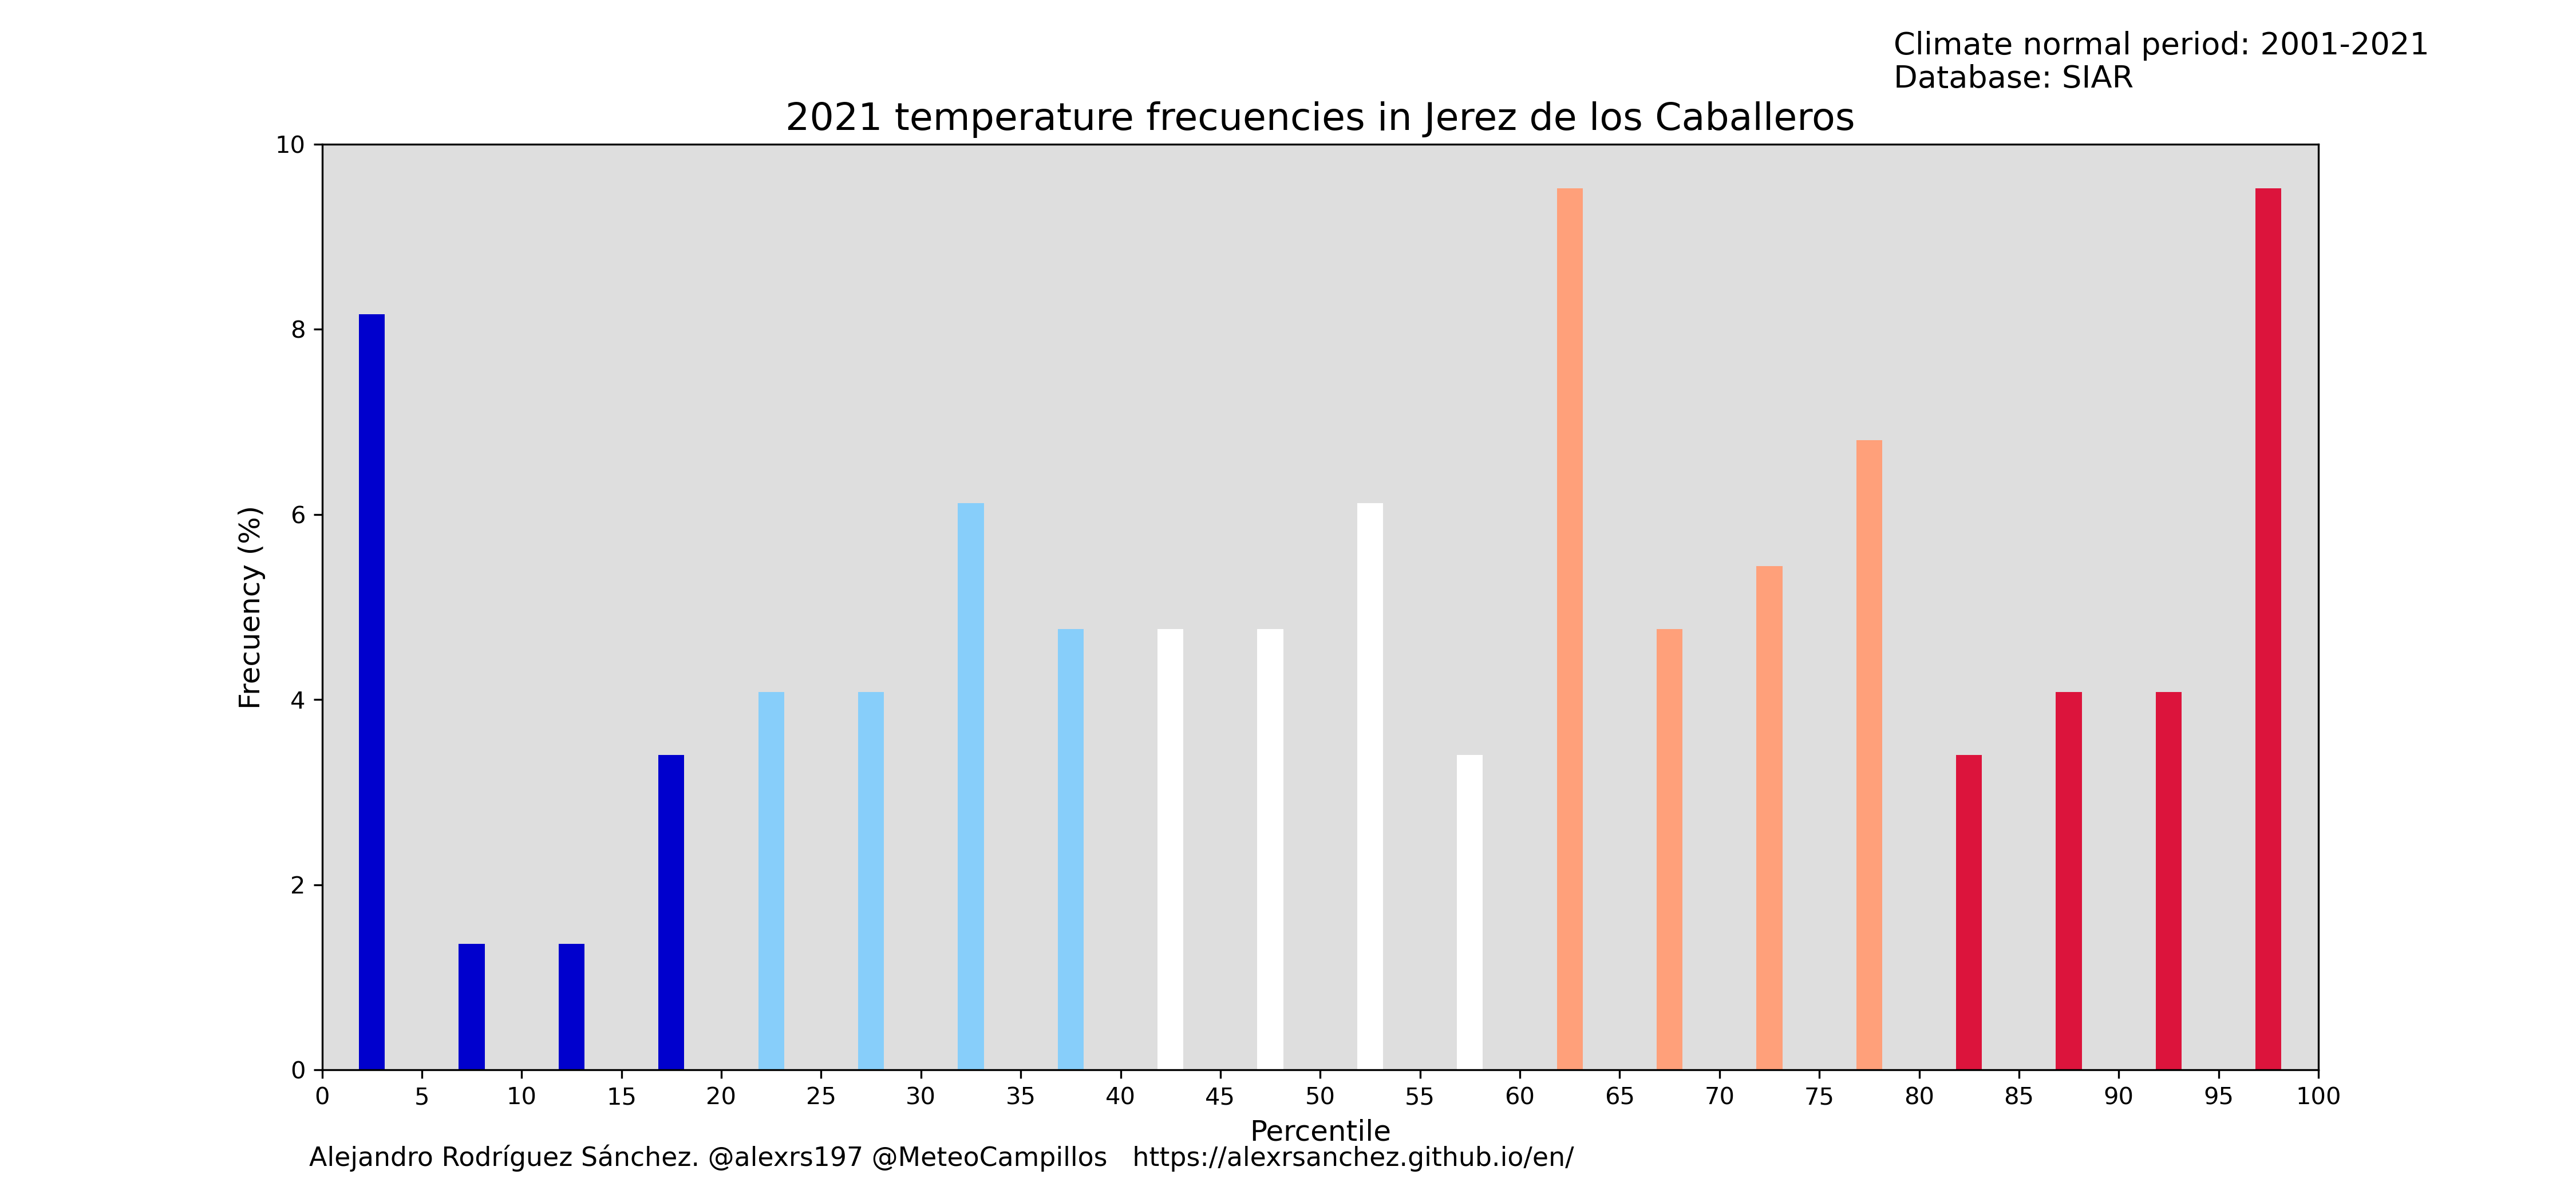 Climate normal period: 2001-2021
Database: SIAR
2021 temperature frecuencies in Jerez de los Caballeros
10
8
6
4
2
0
Frecuency (%)
0 5 10 15 20 25 30 35 40 45 50 55 60 65 70 75 80 85 90 95 100
Percentile
Alejandro Rodríguez Sánchez. @alexrs197 @MeteoCampillos https://alexrsanchez.github.io/en/